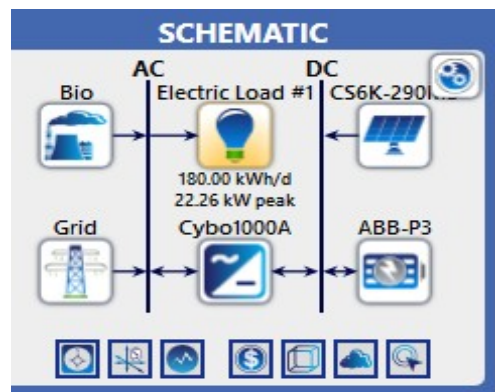 SCHEMATIC
AC DC
Bio Electric Load #1
180.00 kWh/d
22.26 kW peak
Grid Cybo1000A ABB-P3